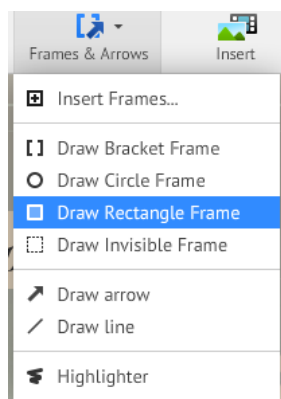 Frames & Arrows
Insert
Insert Frames...
Draw Bracket Frame
Draw Circle Frame
Draw Rectangle Frame
Draw Invisible Frame
Draw arrow
Draw line
Highlighter